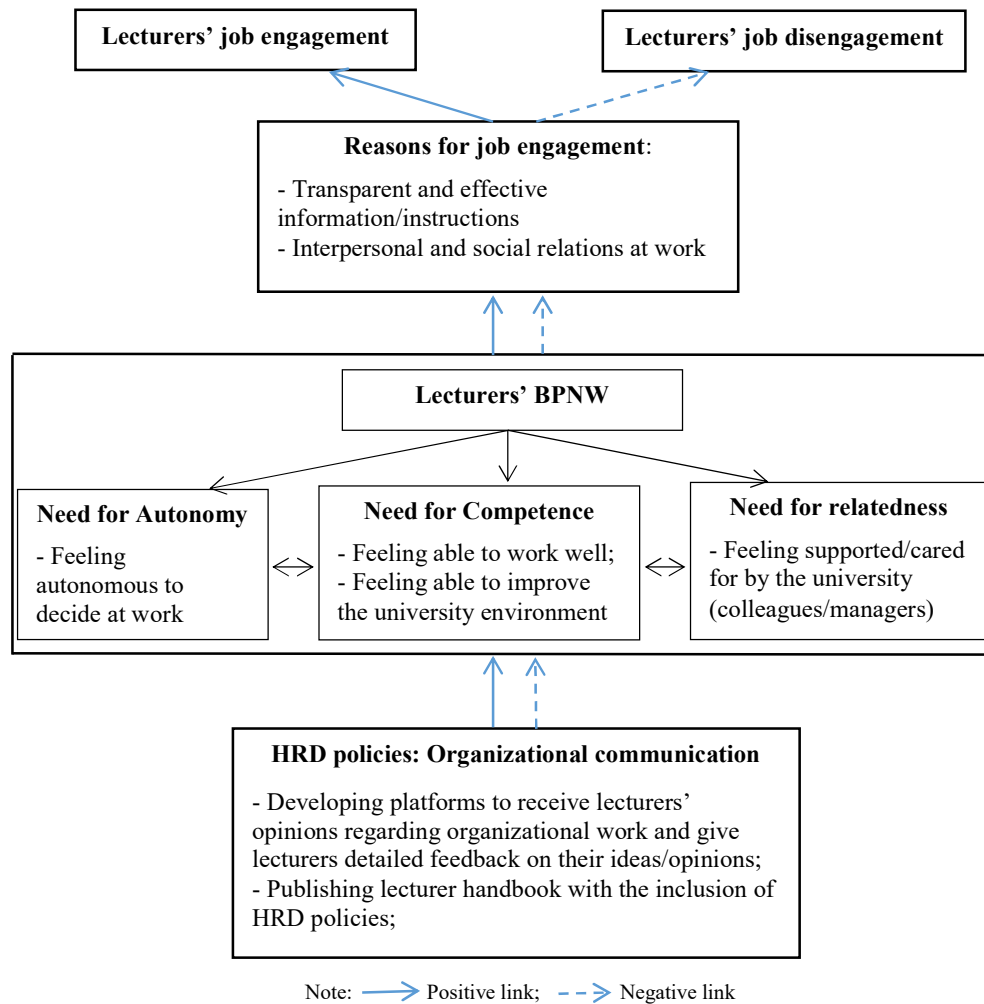 Lecturers’ job engagement
Lecturers’ job disengagement
Reasons for job engagement:
- Transparent and effective
information/instructions
- Interpersonal and social relations at work
Lecturers’ BPNW
Need for Autonomy
- Feeling
autonomous to
decide at work
Need for Competence
- Feeling able to work well;
- Feeling able to improve
the university environment
Need for relatedness
- Feeling supported/cared
for by the university
(colleagues/managers)
HRD policies: Organizational communication
- Developing platforms to receive lecturers’
opinions regarding organizational work and give
lecturers detailed feedback on their ideas/opinions;
- Publishing lecturer handbook with the inclusion of
HRD policies;
Note: Positive link; Negative link